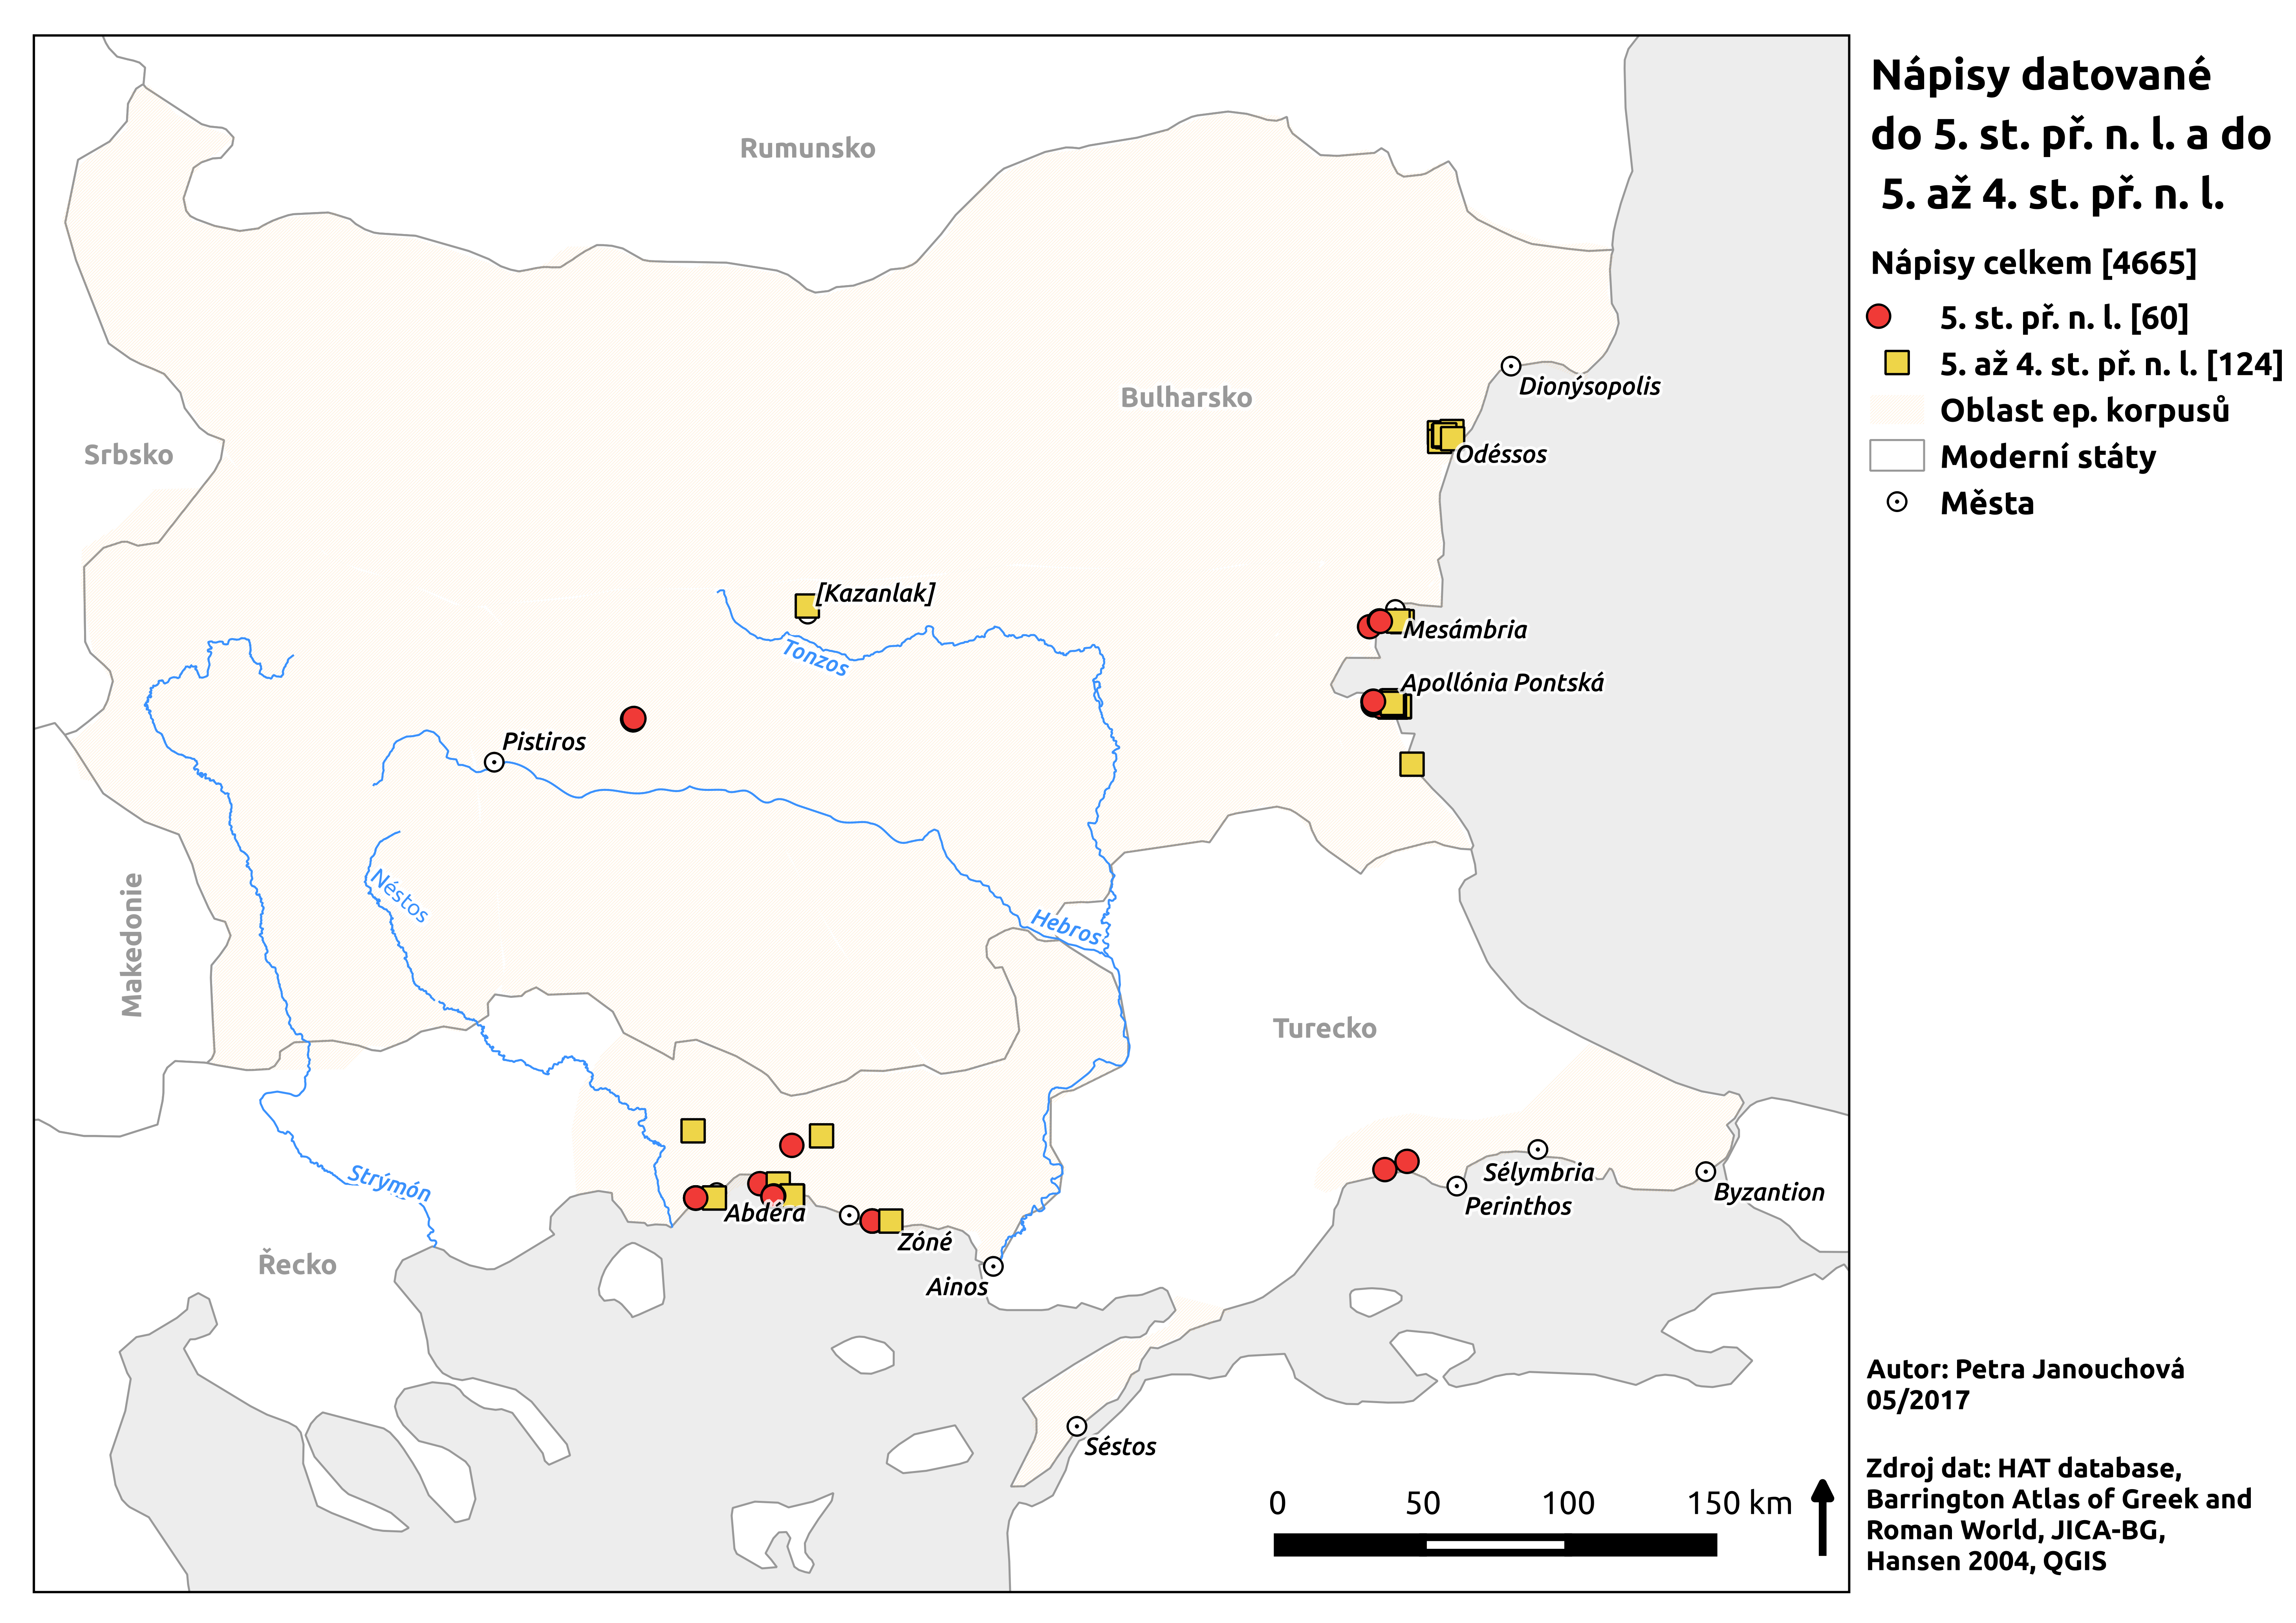 Nápisy datované
do 5. st. př. n. l. a do
5. až 4. st. př. n. l.
Nápisy celkem [4665]
5. st. př. n. l. [60]
5. až 4. st. př. n. l. [124]
Oblast ep. korpusů
Moderní státy
Města
Rumunsko
Bulharsko
Dionýsopolis
Srbsko
Odéssos
[Kazanlak]
Mesámbria
Tonzos
Apollónia Pontská
Pistiros
Néstos
Hebros
Makedonie
Turecko
Strýmón
Abdéra
Sélymbria
Perinthos
Byzantion
Zóné
Řecko
Ainos
Séstos
0 50 100 150 km
Autor: Petra Janouchová
05/2017
Zdroj dat: HAT database,
Barrington Atlas of Greek and
Roman World, JICA-BG,
Hansen 2004, QGIS